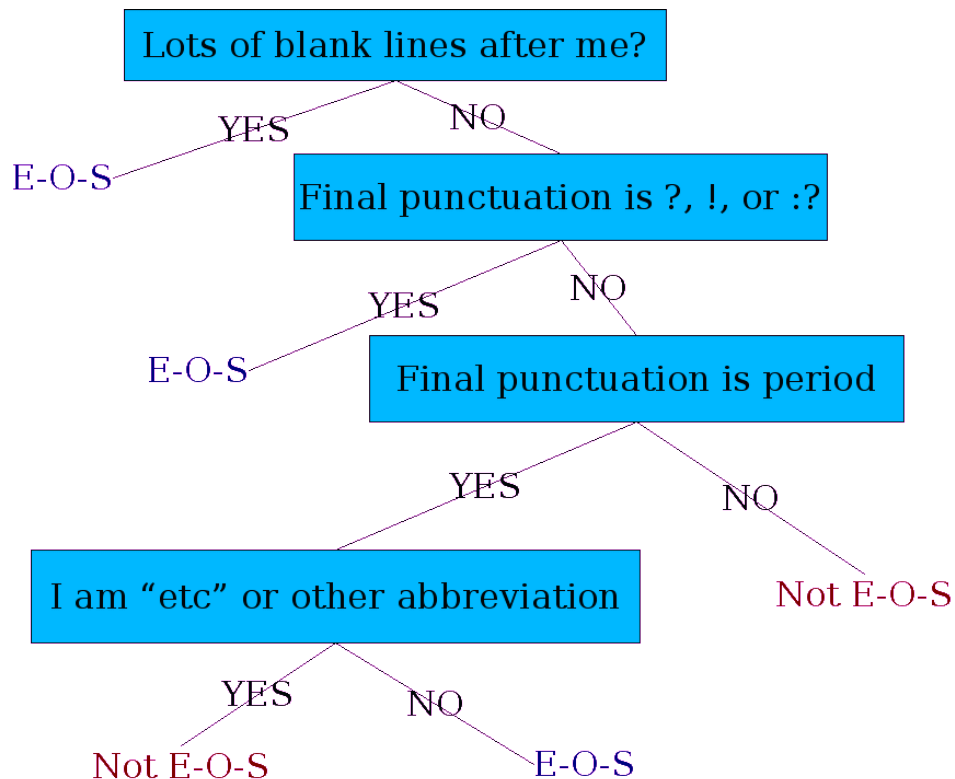 Lots of blank lines after me?
YES
NO
E-O-S
Final punctuation is ?, !, or :?
YES
NO
E-O-S
Final punctuation is period
YES
NO
I am “etc” or other abbreviation
Not E-O-S
YES
NO
Not E-O-S
E-O-S